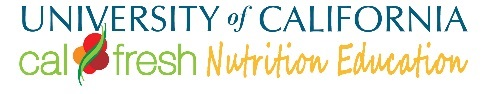 UNIVERSITY of CALIFORNIA
cal fresh Nutrition Education